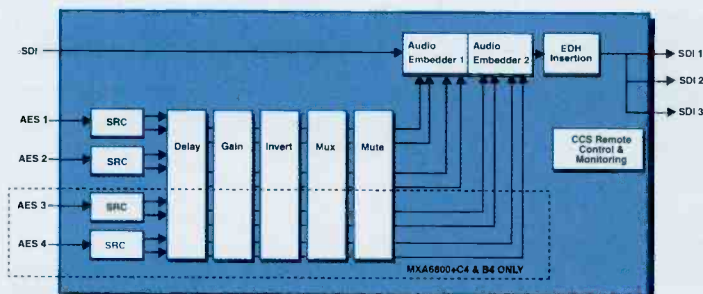 SDI
Audio
Embedder 1
Audio
Embedder 2
EDH
Insertion
SDI 1
SDI 2
SDI 3
AES 1
SRC
AES 2
SRC
AES 3
SRC
AES 4
SRC
Delay
Gain
Invert
Mux
Mute
CCS Remote
Control &
Monitoring
MXA6800+C4 & B4 ONLY